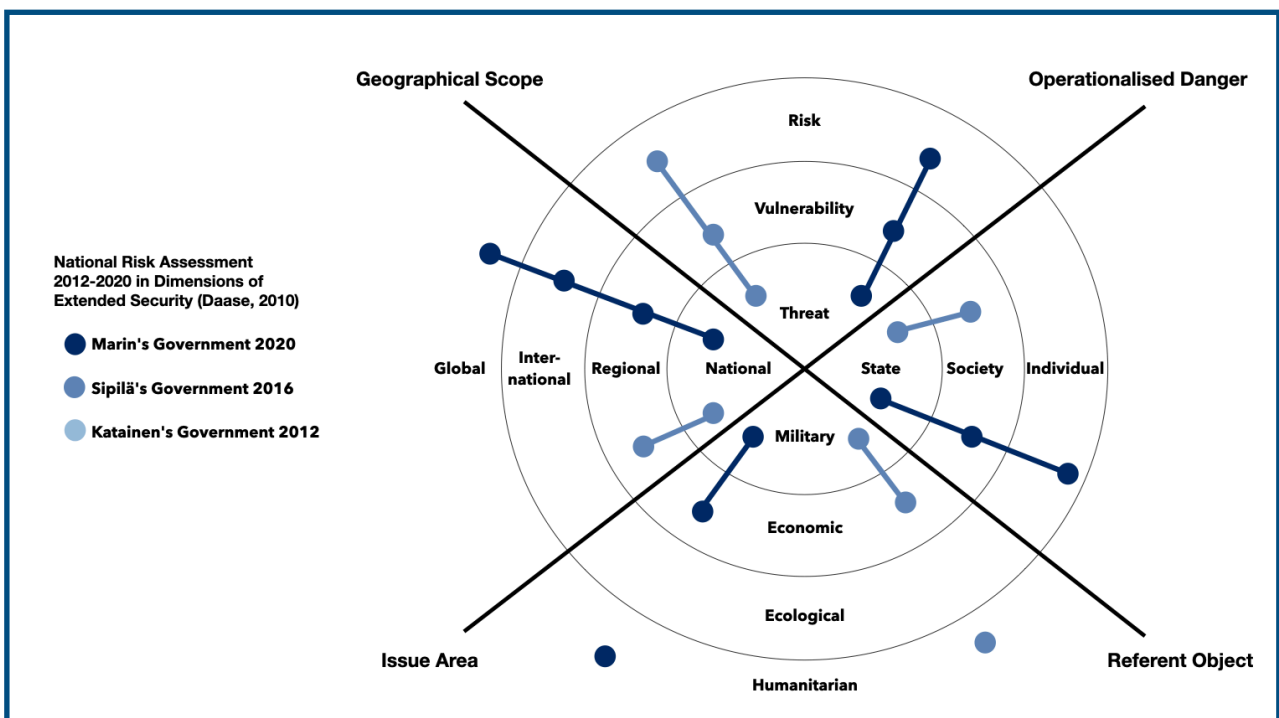 Geographical Scope
Operationalised Danger
Risk
Vulnerability
National Risk Assessment
2012-2020 in Dimensions of
Extended Security (Daase, 2010)
Threat
Marin's Government 2020
Global
Inter-
national
Regional
National
State
Society
Individual
Sipilä's Government 2016
Katainen's Government 2012
Military
Economic
Ecological
Issue Area
Referent Object
Humanitarian